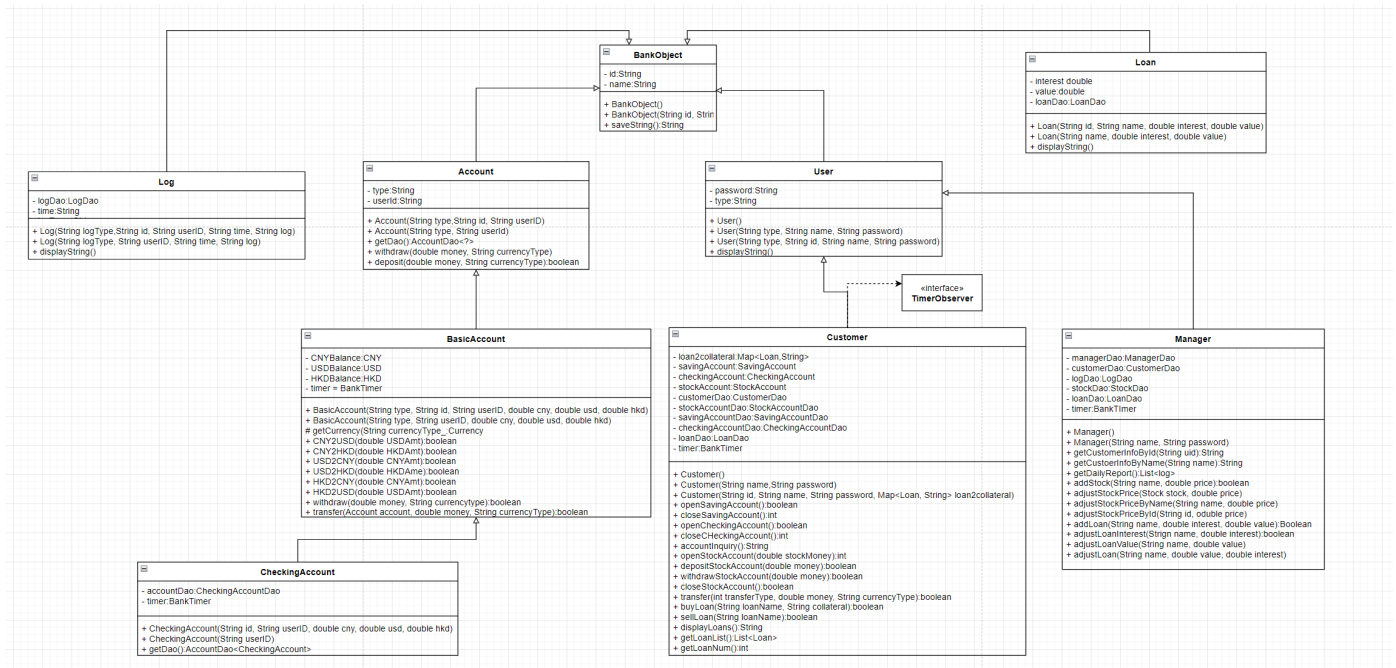 BankObject
- id:String
- name:String
+ BankObject()
+ BankObject(String id, Strin
+ saveString():String
Loan
- interest double
- value:double
- loanDao:LoanDao
+ Loan(String id, String name, double interest, double value)
+ Loan(String name, double interest, double value)
+ displayString()
Log
- logDao:LogDao
- time:String
+ Log(String logType,String id, String userID, String time, String log)
+ Log(String logType, String userID, String time, String log)
+ displayString()
Account
- type:String
- userId:String
+ Account(String type,String id, String userID)
+ Account(String type, String userId)
+ getDao():AccountDao<?>
+ withdraw(double money, String currencyType)
+ deposit(double money, String currencyType):boolean
User
- password:String
- type:String
+ User()
+ User(String type, String name, String password)
+ User(String type, String id, String name, String password)
+ displayString()
«interface»
TimerObserver
BasicAccount
- CNYBalance:CNY
- USDBalance:USD
- HKDBalance:HKD
- timer = BankTimer
+ BasicAccount(String type, String id, String userID, double cny, double usd, double hkd)
+ BasicAccount(String type, String userID, double cny, double usd, double hkd)
# getCurrency(String currencyType_:Currency
+ CNY2USD(double USDAmt):boolean
+ CNY2HKD(double HKDAmt):boolean
+ USD2CNY(double CNYAmt):boolean
+ USD2HKD(double HKDAme):boolean
+ HKD2CNY(double CNYAmt):boolean
+ HKD2USD(double USDAmt):boolean
+ withdraw(double money, String currencytype):boolean
+ transfer(Account account, double money, String currencyType):boolean
Customer
- loan2collateral:Map<Loan,String>
- savingAccount:SavingAccount
- checkingAccount:CheckingAccount
- stockAccount:StockAccount
- customerDao:CustomerDao
- stockAccountDao:StockAccountDao
- savingAccountDao:SavingAccountDao
- checkingAccountDao:CheckingAccountDao
- loanDao:LoanDao
- timer:BankTimer
+ Customer()
+ Customer(String name,String password)
+ Customer(String id, String name, String password, Map<Loan, String> loan2collateral)
+ openSavingAccount():boolean
+ closeSavingAccount():int
+ openCheckingAccount():boolean
+ closeCHeckingAccount():int
+ accountInquiry():String
+ openStockAccount(double stockMoney):int
+ depositStockAccount(double money):boolean
+ withdrawStockAccount(double money):boolean
+ closeStockAccount():boolean
+ transfer(int transferType, double money, String currencyType):boolean
+ buyLoan(String loanName, String collateral):boolean
+ sellLoan(String loanName):boolean
+ displayLoans():String
+ getLoanList():List<Loan>
+ getLoanNum():int
Manager
- managerDao:ManagerDao
- customerDao:CustomerDao
- logDao:LogDao
- stockDao:StockDao
- loanDao:LoanDao
- timer:BankTImer
+ Manager()
+ Manager(String name, String password)
+ getCustomerInfoById(String uid):String
+ getCustoerInfoByName(String name):String
+ getDailyReport():List<log>
+ addStock(String name, double price):boolean
+ adjustStockPrice(Stock stock, double price)
+ adjustStockPriceByName(String name, double price)
+ adjustStockPriceById(String id, oduble price)
+ addLoan(String name, double interest, double value):Boolean
+ adjustLoanInterest(Strign name, double interest):boolean
+ adjustLoanValue(String name, double value)
+ adjustLoan(String name, double value, double interest)
CheckingAccount
- accountDao:CheckingAccountDao
- timer:BankTimer
+ CheckingAccount(String id, String userID, double cny, double usd, double hkd)
+ CheckingAccount(String userID)
+ getDao():AccountDao<CheckingAccount>